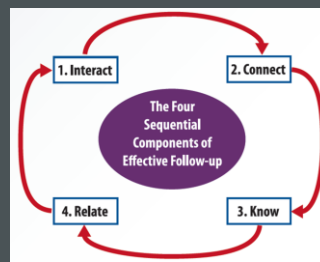 1. Interact
2. Connect
The Four
Sequential
Components of
Effective Follow-up
4. Relate
3. Know